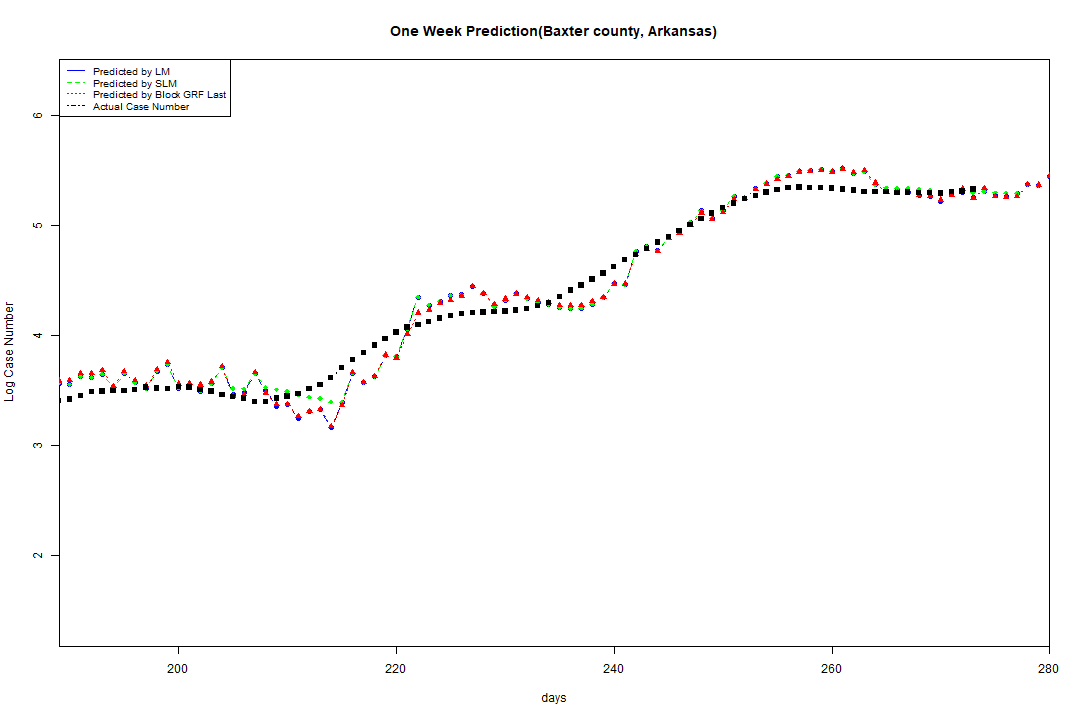 One Week Prediction(Baxter county, Arkansas)
Predicted by LM
Predicted by SLM
Predicted by Block GRF Last
Actual Case Number
6
5
4
3
2
Log Case Number
200 220 240 260 280
days